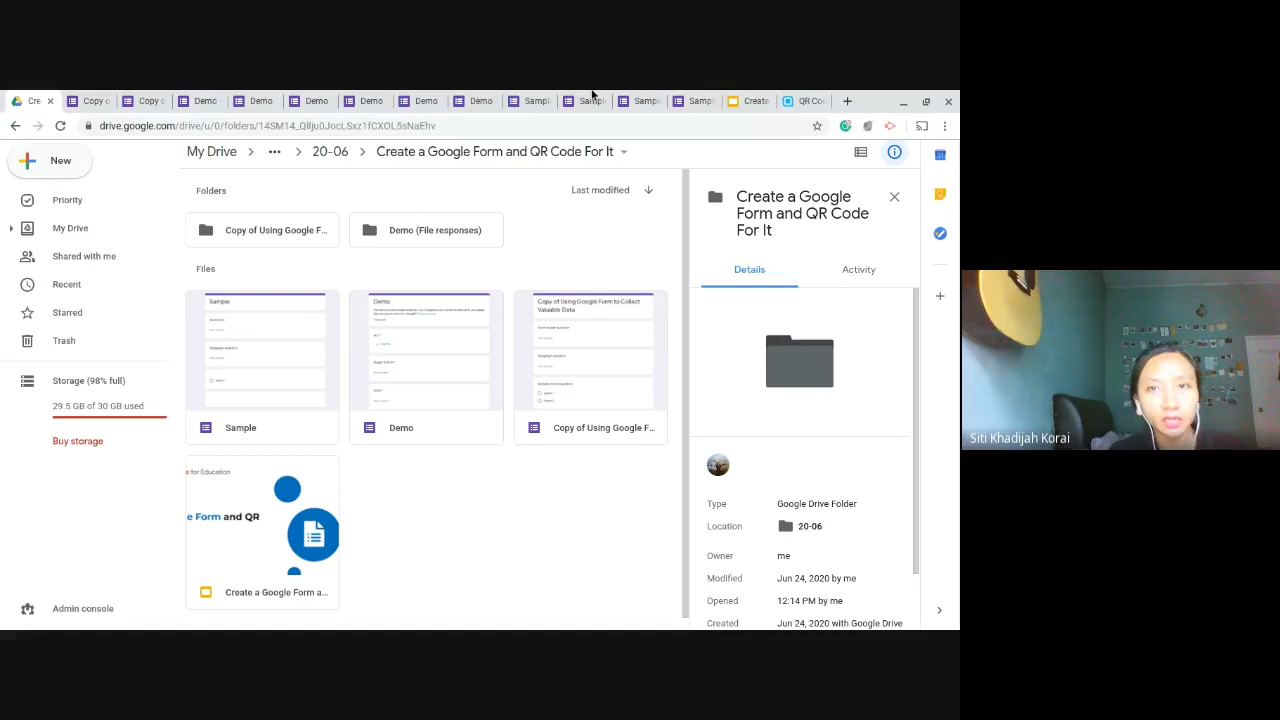 Cre
Copy o
Copy c
Demo
Demo
Demo
Demo
Demo
Demo
Sampl
Sampl
Sampl
Sampl
Create
QR Co
drive.google.com/drive/u/0/folders/14SM14_QIlju0JocLSxz1fCXOL5sNaEhv
New
Priority
My Drive
Shared with me
Recent
Starred
Trash
Storage (98% full)
29.5 GB of 30 GB used
Buy storage
Admin console
My Drive > ... > 20-06 > Create a Google Form and QR Code For It
Folders
Last modified
Copy of Using Google F...
Demo (File responses)
Files
Sample
Sample
Demo
Demo
Copy of Using Google Form to Collect
Valuable Data
Copy of Using Google F...
e for Education
e Form and QR
Create a Google Form a...
Create a Google
Form and QR Code
For It
Details
Activity
Type
Google Drive Folder
Location
20-06
Owner
me
Modified
Jun 24, 2020 by me
Opened
12:14 PM by me
Created
Jun 24, 2020 with Google Drive
Siti Khadijah Korai